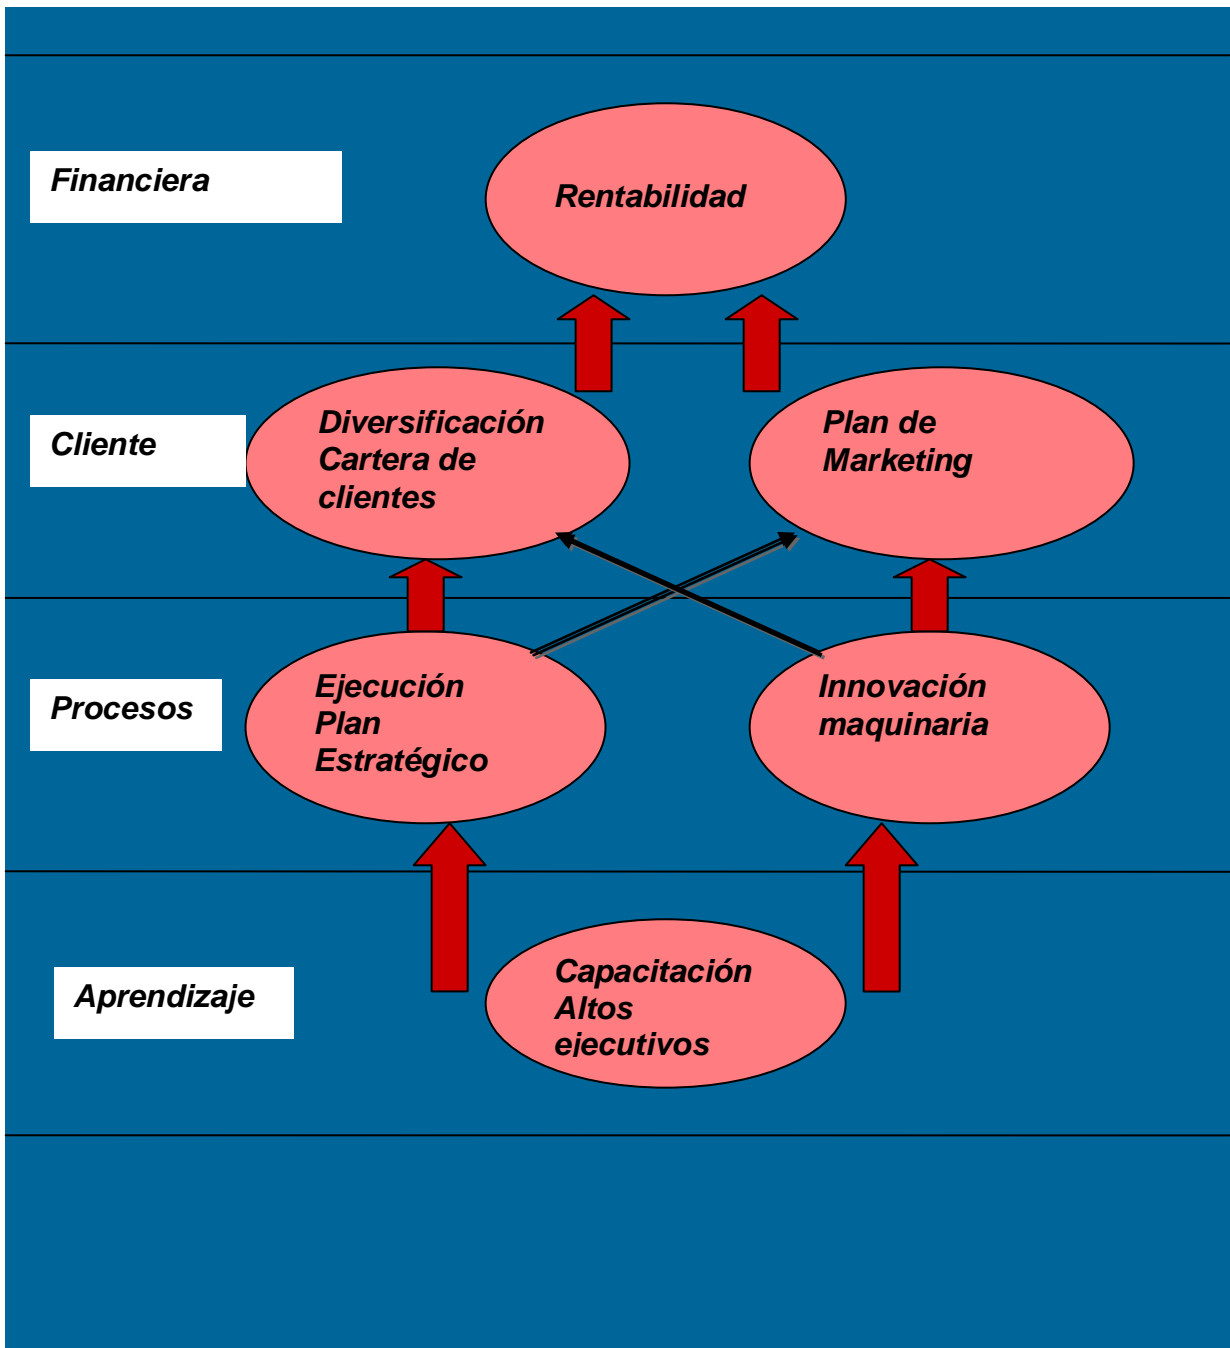 Financiera
Rentabilidad
Cliente
Diversificación
Cartera de
clientes
Plan de
Marketing
Procesos
Ejecución
Plan
Estratégico
Innovación
maquinaria
Aprendizaje
Capacitación
Altos
ejecutivos